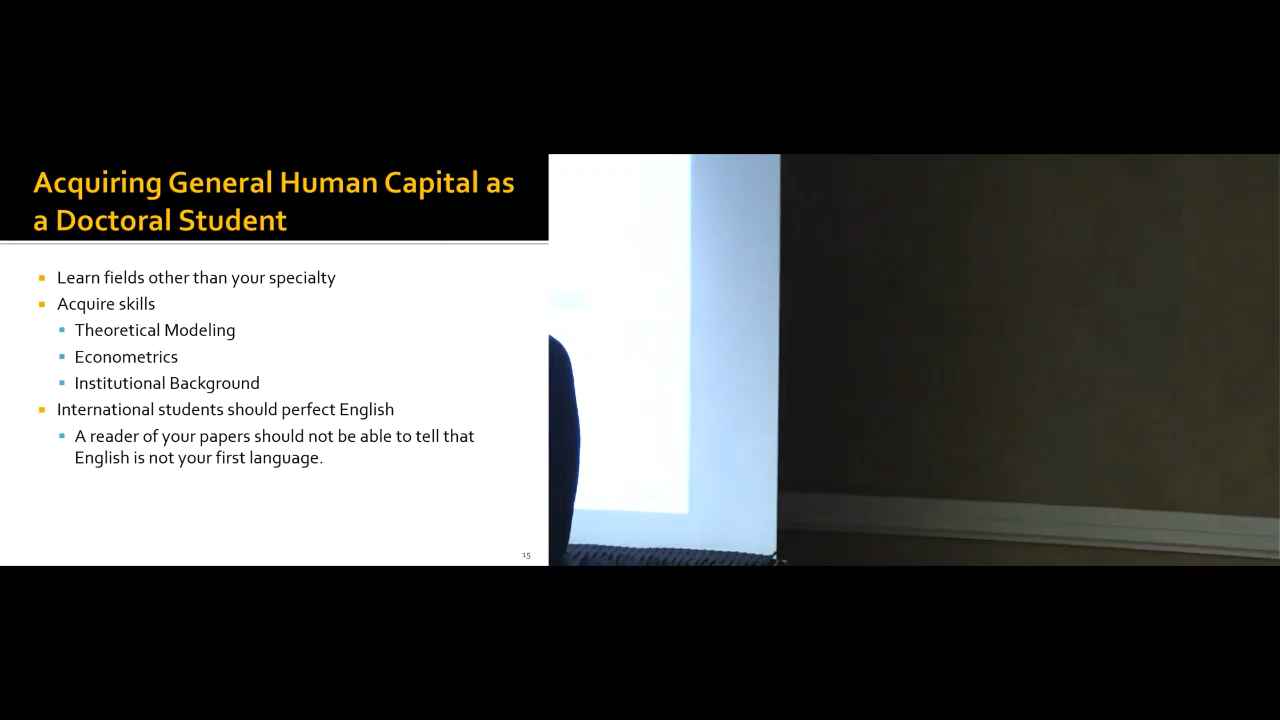 Acquiring General Human Capital as
a Doctoral Student
Learn fields other than your specialty
Acquire skills
Theoretical Modeling
Econometrics
Institutional Background
International students should perfect English
A reader of your papers should not be able to tell that
English is not your first language.
15